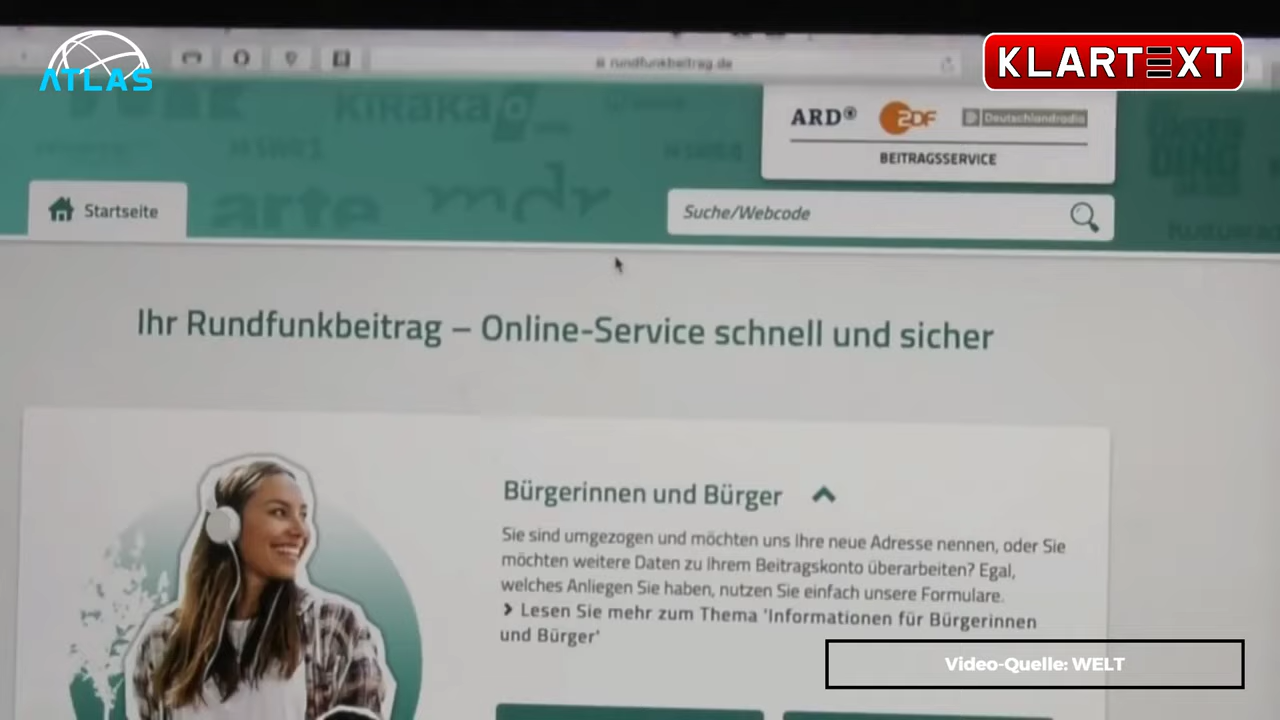 ATLAS
KLARTEXT
rundfunkbeitrag.de
KiRaKa
ARD ZDF Deutschlandradio
BEITRAGSSERVICE
Startseite
arte mdr
Suche/Webcode
Ihr Rundfunkbeitrag – Online-Service schnell und sicher
Bürgerinnen und Bürger
Sie sind umgezogen und möchten uns Ihre neue Adresse nennen, oder Sie
möchten weitere Daten zu Ihrem Beitragskonto überarbeiten? Egal,
welches Anliegen Sie haben, nutzen Sie einfach unsere Formulare.
Lesen Sie mehr zum Thema 'Informationen für Bürgerinnen
und Bürger'
Video-Quelle: WELT